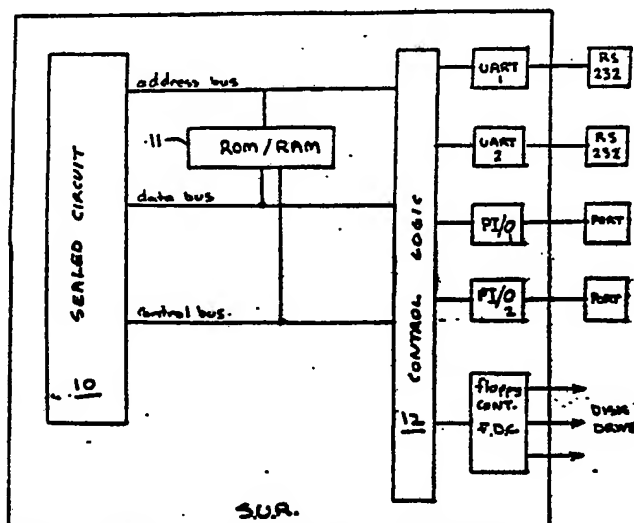 address bus
11
ROM / RAM
data bus
control bus
SEALED CIRCUIT
10
CONTROL LOGIC
12
UART
1
RS
232
UART
2
RS
232
PI/O
1
PORT
PI/O
2
PORT
floppy
CONT.
F.D.C.
DISK
DRIVE
S.U.R.